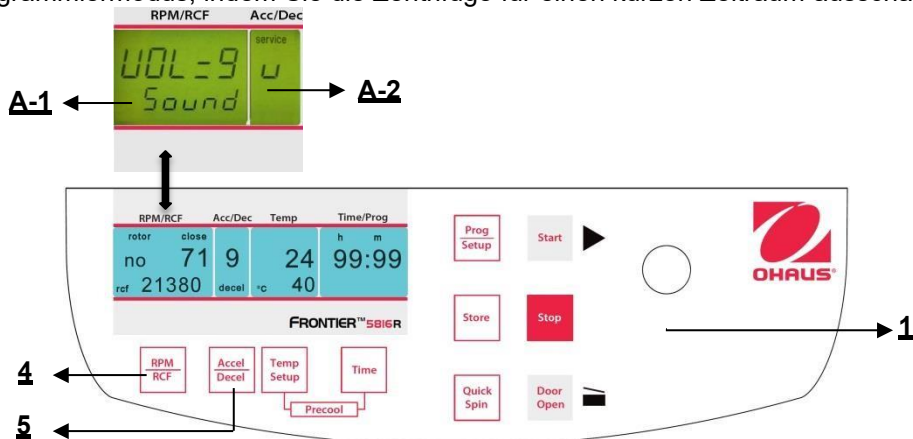 RPM/RCF Acc/Dec
service
VOL=9 u
A-1 Sound A-2
RPM/RCF Acc/Dec Temp Time/Prog
rotor close h m
no 71 9 24 99:99
rcf 21380 decel °c 40
FRONTIER™5816R
Prog
Setup
Start
OHAUS®
Store
Stop
1
4
RPM
RCF
Accel
Decel
Temp
Setup
Time
Precool
5
Quick
Spin
Door
Open